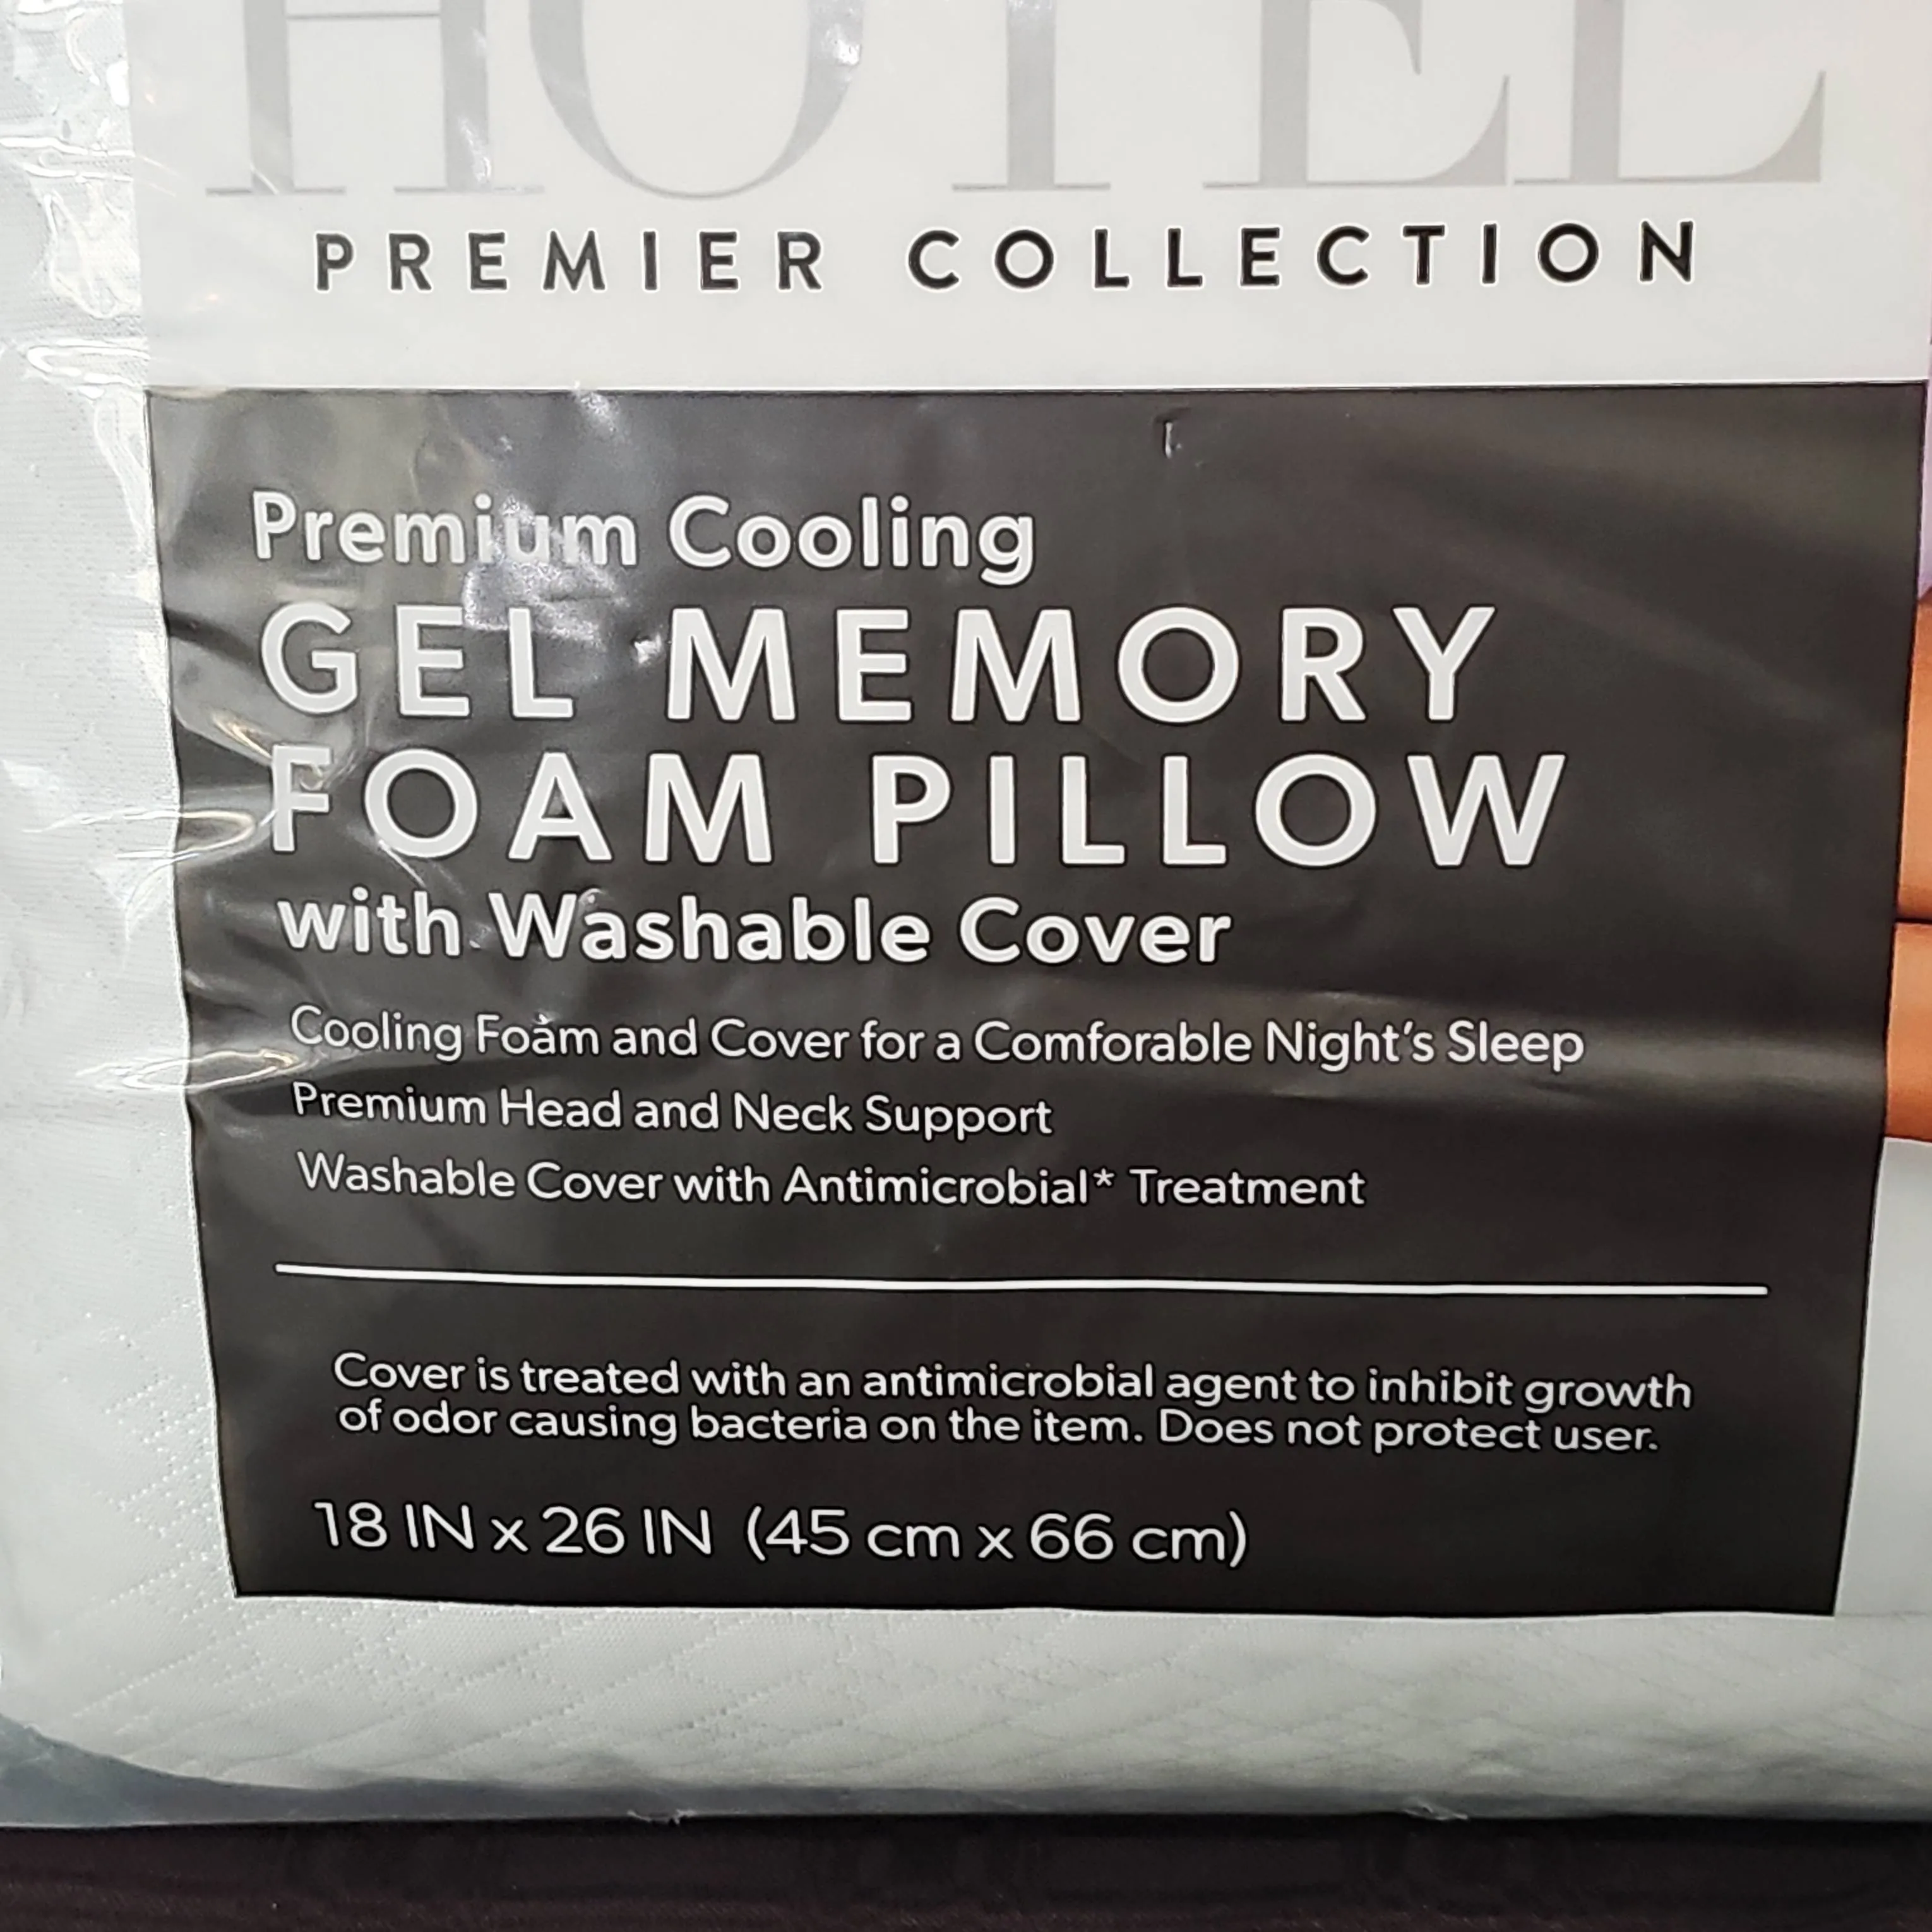 HOTEL
PREMIER COLLECTION
Premium Cooling
GEL MEMORY
FOAM PILLOW
with Washable Cover
Cooling Foam and Cover for a Comforable Night's Sleep
Premium Head and Neck Support
Washable Cover with Antimicrobial* Treatment
Cover is treated with an antimicrobial agent to inhibit growth
of odor causing bacteria on the item. Does not protect user.
18 IN x 26 IN (45 cm x 66 cm)